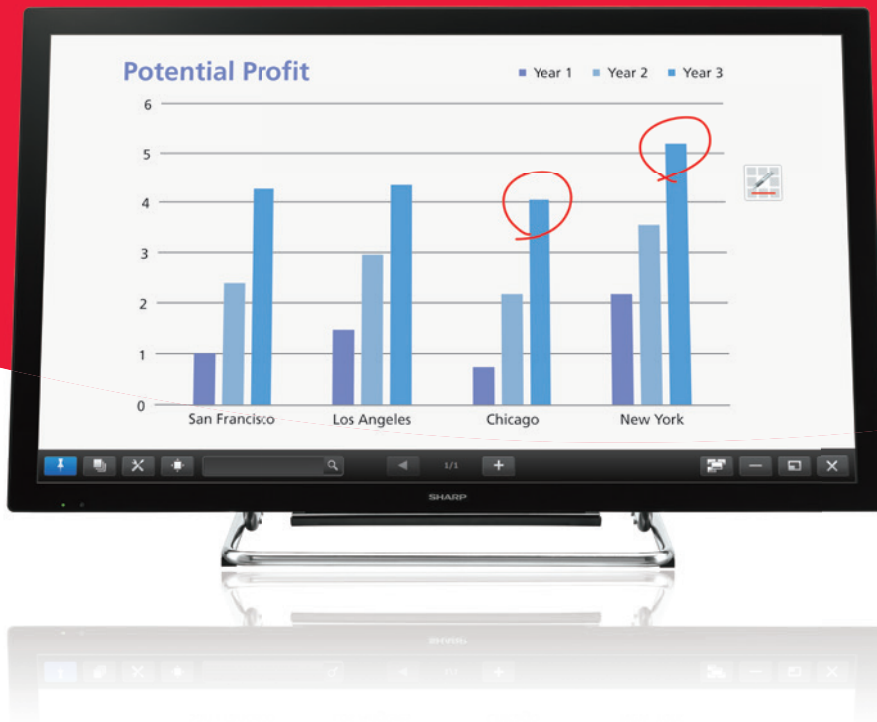 Potential Profit
Year 1 Year 2 Year 3
6
5
4
3
2
1
0
San Francisco Los Angeles Chicago New York
1/1
SHARP